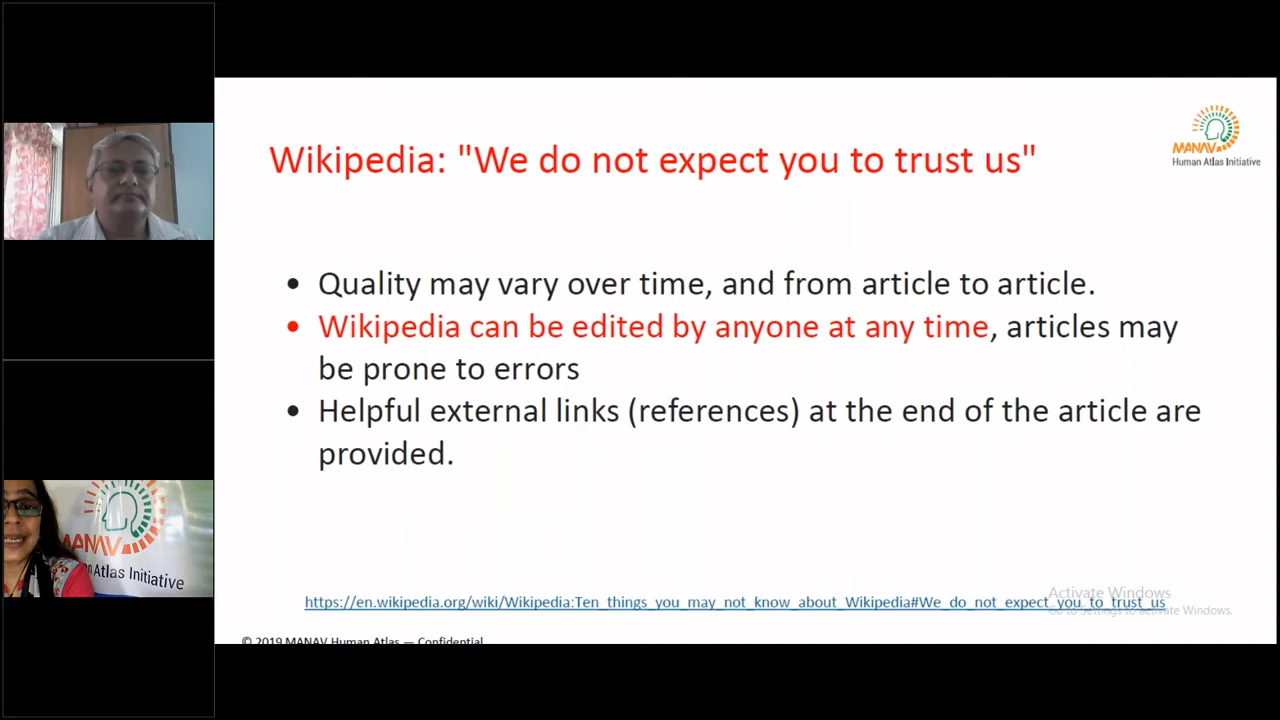 Wikipedia: "We do not expect you to trust us"
MANAV
Human Atlas Initiative
• Quality may vary over time, and from article to article.
• Wikipedia can be edited by anyone at any time, articles may
be prone to errors
• Helpful external links (references) at the end of the article are
provided.
MANAV
Atlas Initiative
https://en.wikipedia.org/wiki/Wikipedia:Ten_things_you_may_not_know_about_Wikipedia#We_do_not_expect_you_to_trust_us
Activate Windows
Go to Settings to activate Windows.
© 2019 MANAV Human Atlas — Confidential